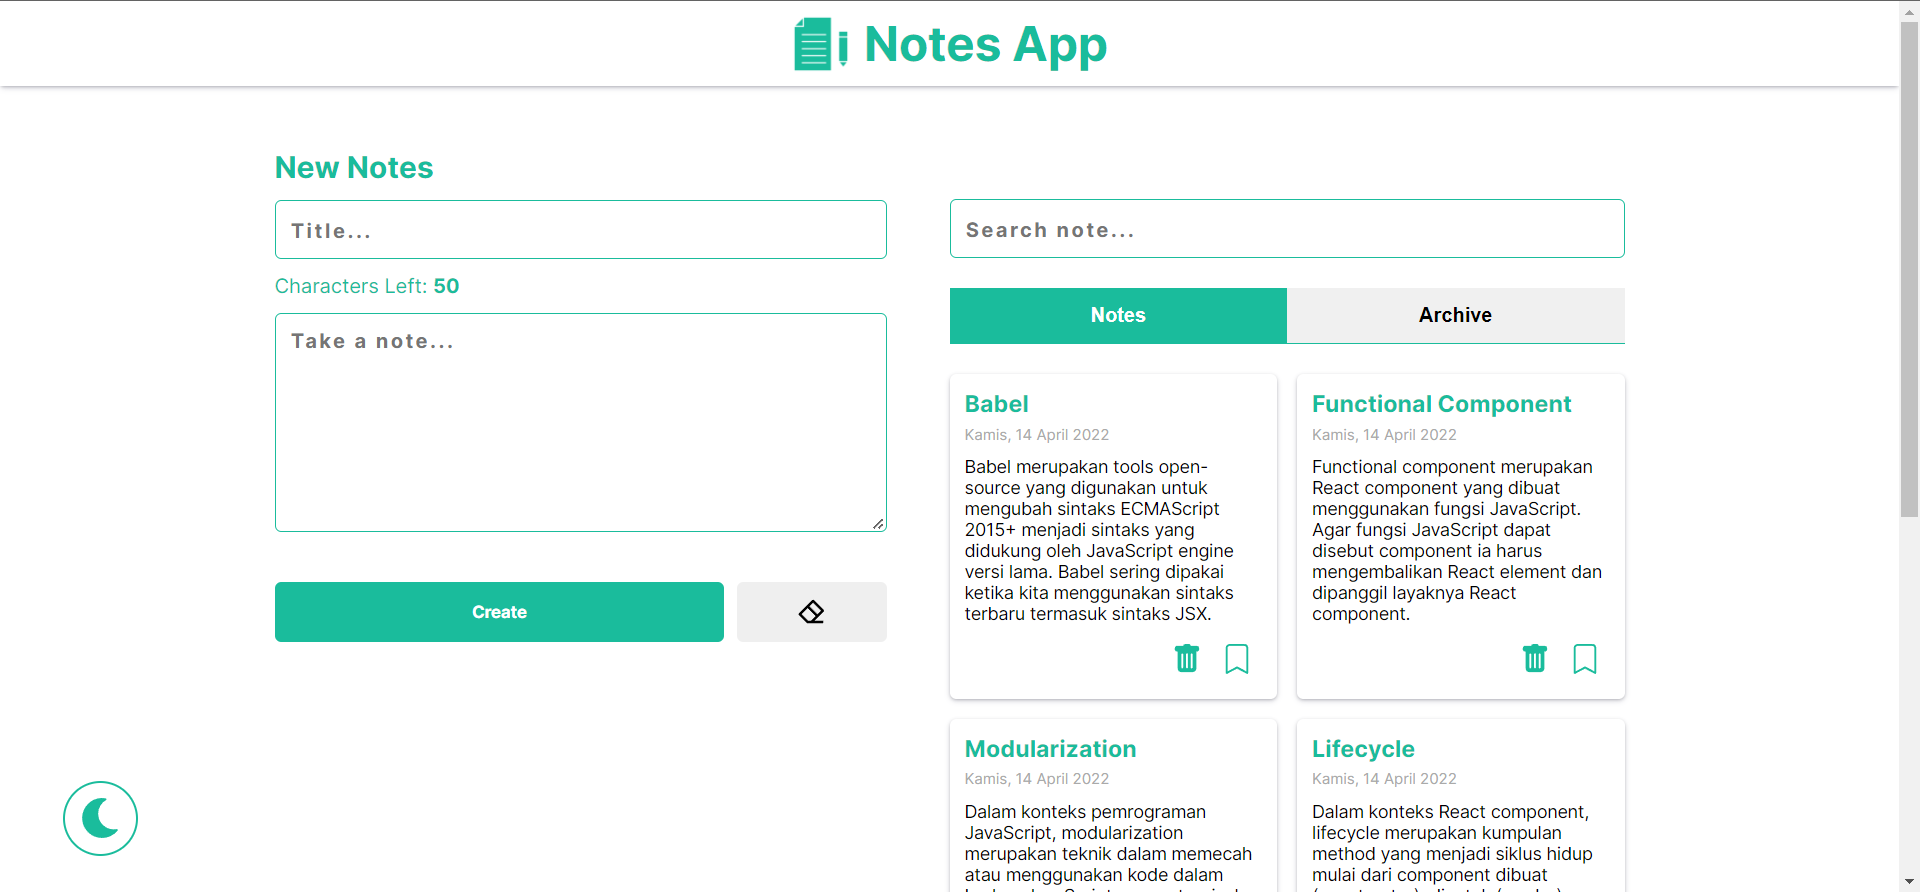 Notes App
New Notes
Title...
Characters Left: 50
Take a note...
Create
Search note...
Notes
Archive
Babel
Kamis, 14 April 2022
Babel merupakan tools open-
source yang digunakan untuk
mengubah sintaks ECMAScript
2015+ menjadi sintaks yang
didukung oleh JavaScript engine
versi lama. Babel sering dipakai
ketika kita menggunakan sintaks
terbaru termasuk sintaks JSX.
Functional Component
Kamis, 14 April 2022
Functional component merupakan
React component yang dibuat
menggunakan fungsi JavaScript.
Agar fungsi JavaScript dapat
disebut component ia harus
mengembalikan React element dan
dipanggil layaknya React
component.
Modularization
Kamis, 14 April 2022
Dalam konteks pemrograman
JavaScript, modularization
merupakan teknik dalam memecah
atau menggunakan kode dalam
Lifecycle
Kamis, 14 April 2022
Dalam konteks React component,
lifecycle merupakan kumpulan
method yang menjadi siklus hidup
mulai dari component dibuat